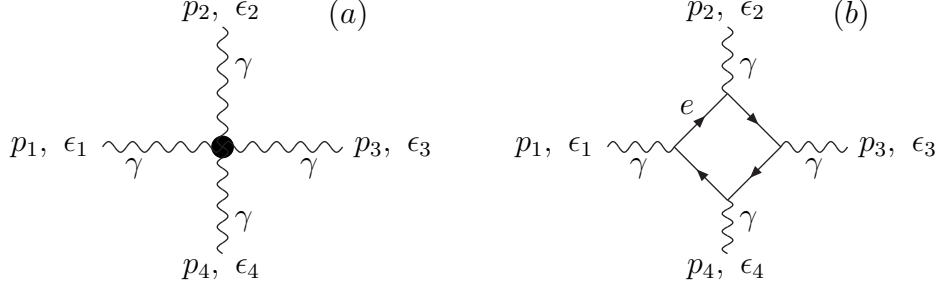 p₂, ϵ₂ (a)
γ
p₁, ϵ₁ γ γ p₃, ϵ₃
γ
p₄, ϵ₄
p₂, ϵ₂ (b)
γ
e
p₁, ϵ₁ γ γ p₃, ϵ₃
γ
p₄, ϵ₄